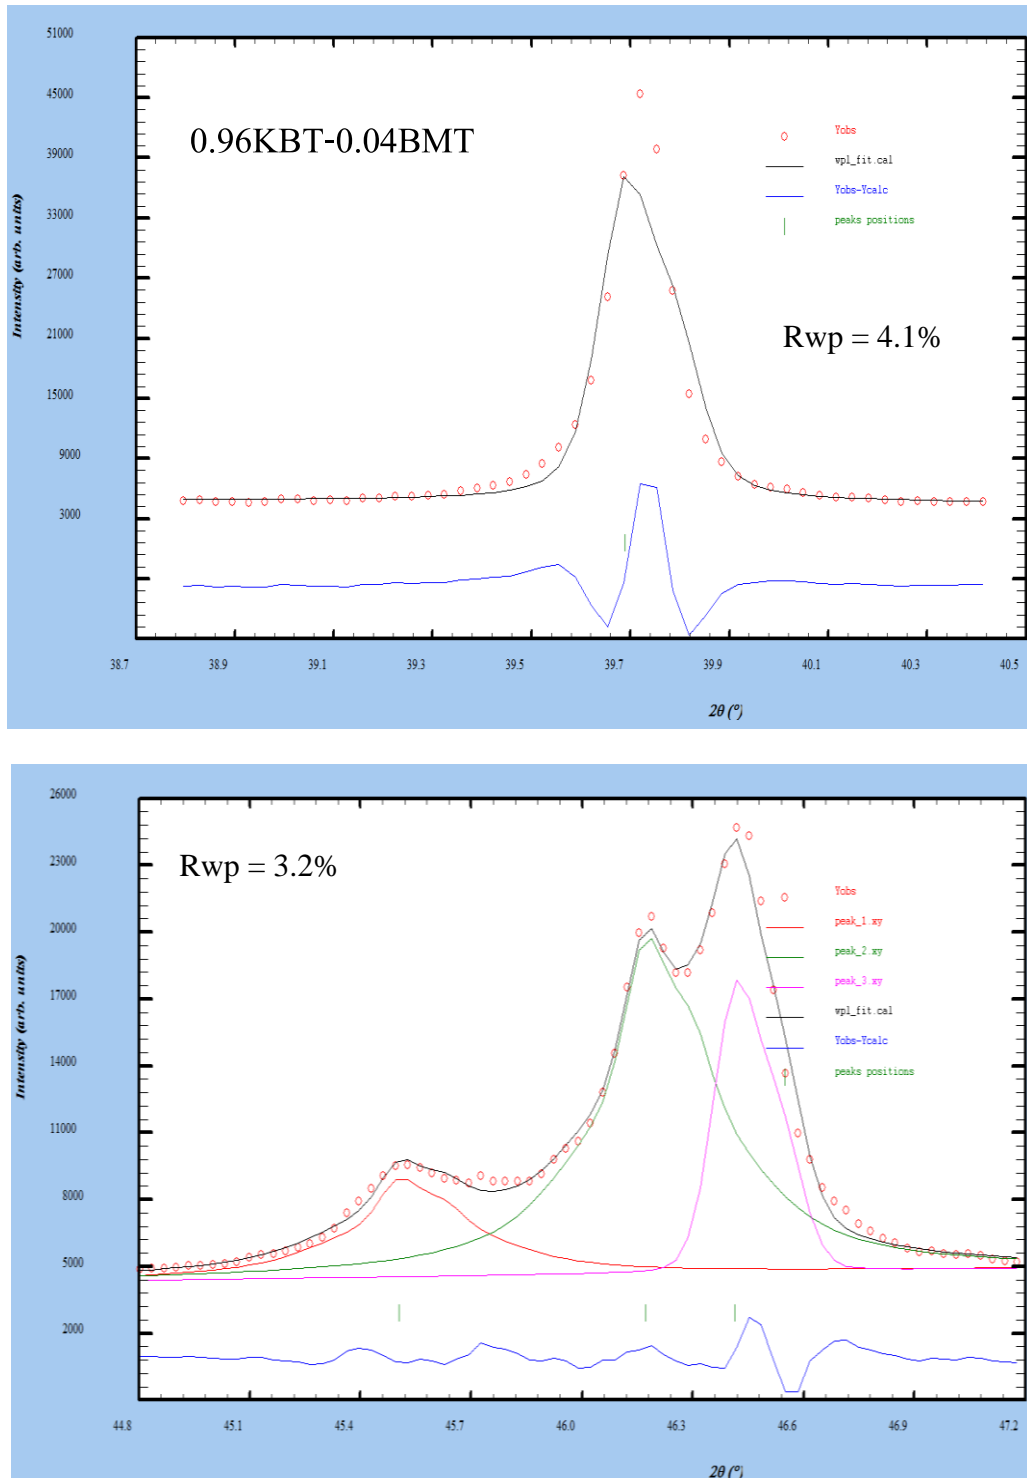 51000
45000
39000
33000
27000
21000
15000
9000
3000
Intensity (arb. units)
0.96KBT-0.04BMT
Yobs
wpl_fit.cal
Yobs-Ycalc
peaks positions
Rwp = 4.1%
38.7 38.9 39.1 39.3 39.5 39.7 39.9 40.1 40.3 40.5
2θ (°)
26000
23000
20000
17000
14000
11000
8000
5000
2000
Intensity (arb. units)
Rwp = 3.2%
Yobs
peak_1.xy
peak_2.xy
peak_3.xy
wpl_fit.cal
Yobs-Ycalc
peaks positions
44.8 45.1 45.4 45.7 46.0 46.3 46.6 46.9 47.2
2θ (°)